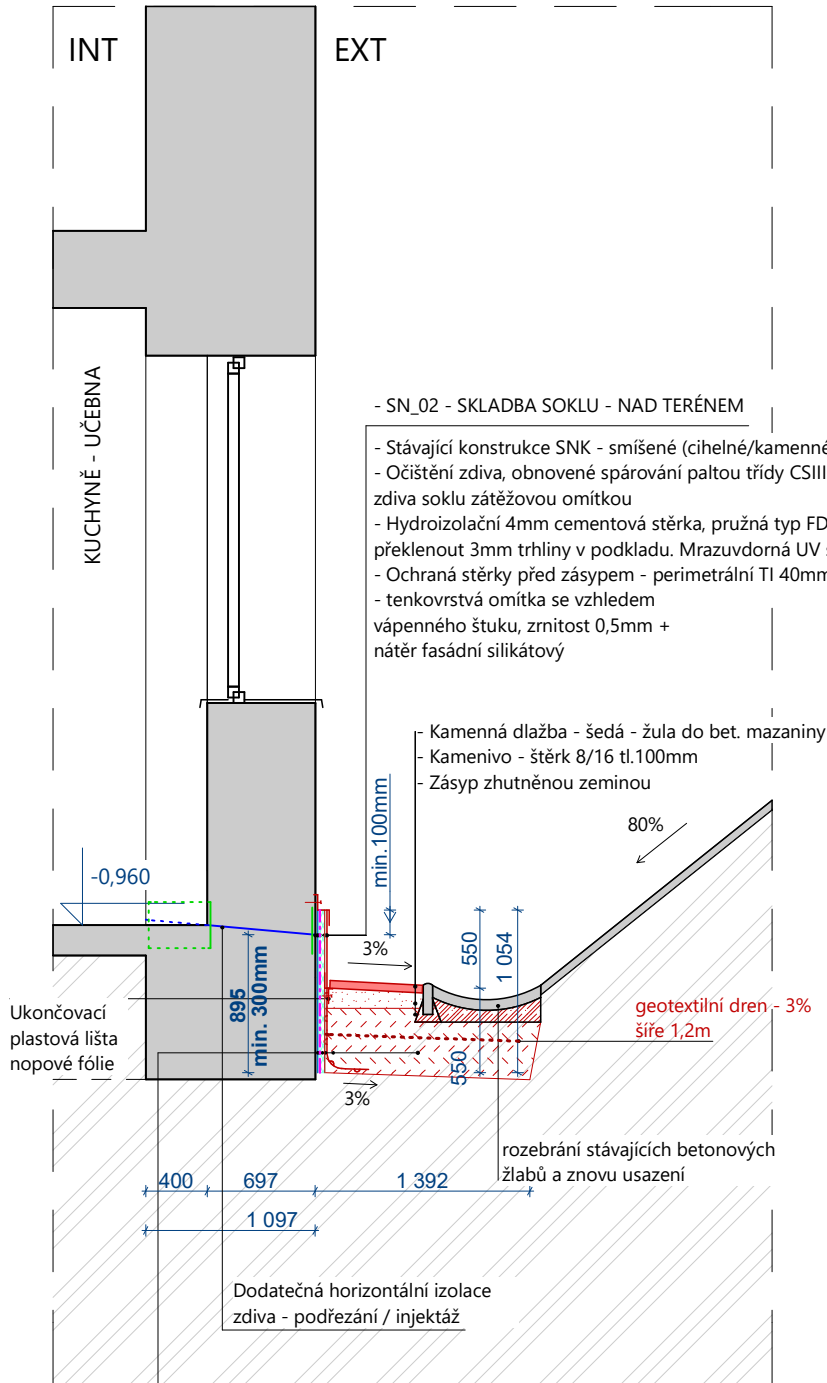 INT
EXT
KUCHYNĚ - UČEBNA
- SN_02 - SKLADBA SOKLU - NAD TERÉNEM
- Stávající konstrukce SNK - smíšené (cihelné/kamenné
- Očištění zdiva, obnovené spárování paltou třídy CSIII
zdiva soklu zátěžovou omítkou
- Hydroizolační 4mm cementová stěrka, pružná typ FD
překlenout 3mm trhliny v podkladu. Mrazuvdorná UV s
- Ochraná stěrky před zásypem - perimetrální TI 40mm
- tenkovrstvá omítka se vzhledem
vápenného štuku, zrnitost 0,5mm +
nátěr fasádní silikátový
- Kamenná dlažba - šedá - žula do bet. mazaniny
- Kamenivo - štěrk 8/16 tl.100mm
- Zásyp zhutněnou zeminou
min.100mm
80%
-0,960
3%
550
1 054
895
min. 300mm
550
Ukončovací
plastová lišta
nopové fólie
geotextilní dren - 3%
šíře 1,2m
3%
rozebrání stávajících betonových
žlabů a znovu usazení
400
697
1 392
1 097
Dodatečná horizontální izolace
zdiva - podřezání / injektáž